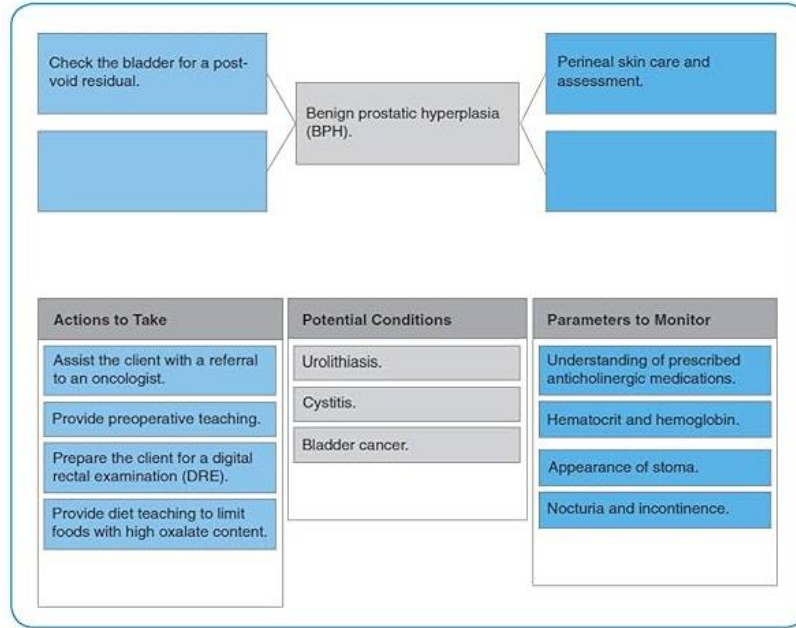 Check the bladder for a post-
void residual.
Benign prostatic hyperplasia
(BPH).
Perineal skin care and
assessment.
Actions to Take
Assist the client with a referral
to an oncologist.
Provide preoperative teaching.
Prepare the client for a digital
rectal examination (DRE).
Provide diet teaching to limit
foods with high oxalate content.
Potential Conditions
Urolithiasis.
Cystitis.
Bladder cancer.
Parameters to Monitor
Understanding of prescribed
anticholinergic medications.
Hematocrit and hemoglobin.
Appearance of stoma.
Nocturia and incontinence.